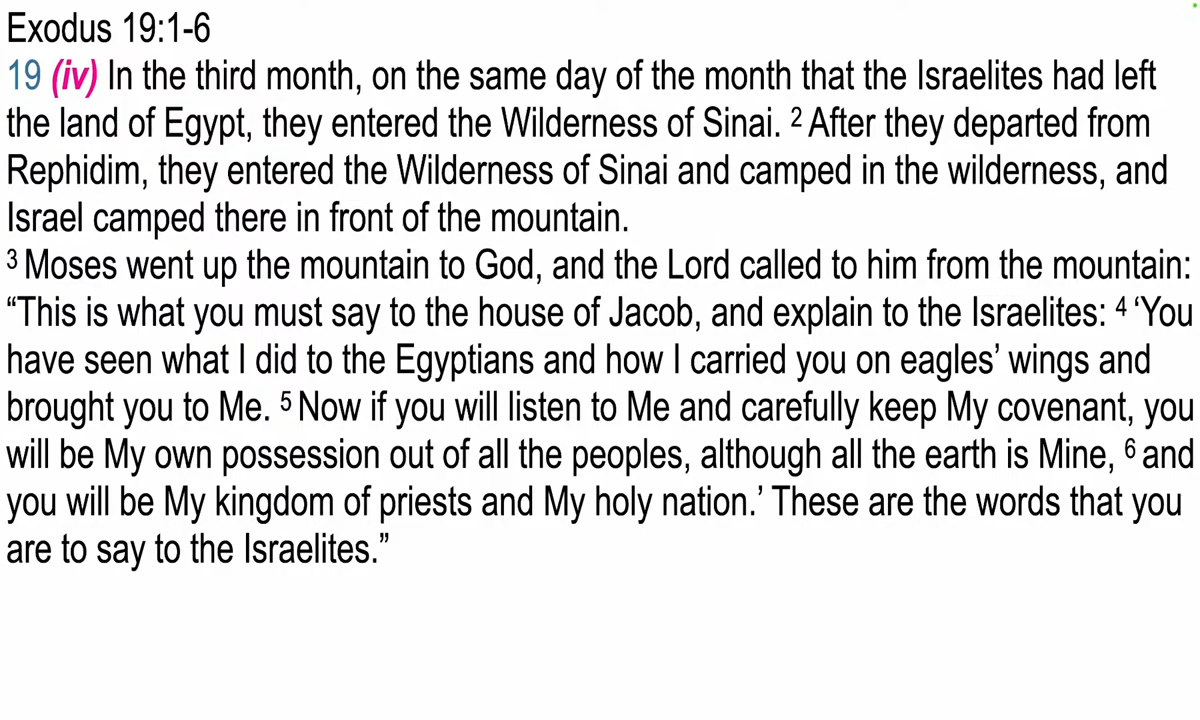 Exodus 19:1-6
19 (iv) In the third month, on the same day of the month that the Israelites had left
the land of Egypt, they entered the Wilderness of Sinai. ² After they departed from
Rephidim, they entered the Wilderness of Sinai and camped in the wilderness, and
Israel camped there in front of the mountain.
³ Moses went up the mountain to God, and the Lord called to him from the mountain:
“This is what you must say to the house of Jacob, and explain to the Israelites: ⁴ ‘You
have seen what I did to the Egyptians and how I carried you on eagles’ wings and
brought you to Me. ⁵ Now if you will listen to Me and carefully keep My covenant, you
will be My own possession out of all the peoples, although all the earth is Mine, ⁶ and
you will be My kingdom of priests and My holy nation.’ These are the words that you
are to say to the Israelites.”